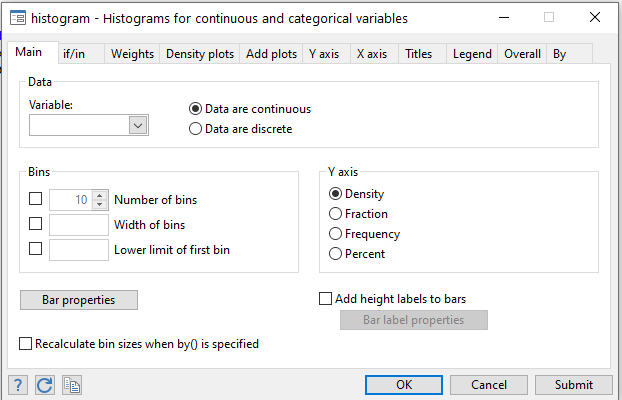 histogram - Histograms for continuous and categorical variables
Main if/in Weights Density plots Add plots Y axis X axis Titles Legend Overall By
Data
Variable:
Data are continuous
Data are discrete
Bins
10 Number of bins
Width of bins
Lower limit of first bin
Y axis
Density
Fraction
Frequency
Percent
Bar properties
Add height labels to bars
Bar label properties
Recalculate bin sizes when by() is specified
? OK Cancel Submit